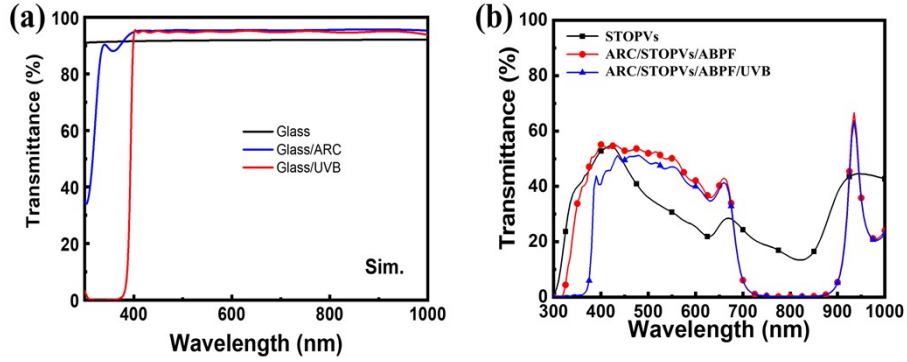 (a)
Transmittance (%)
100
80
60
40
20
0
400
600
800
1000
Wavelength (nm)
Glass
Glass/ARC
Glass/UVB
Sim.
(b)
Transmittance (%)
100
80
60
40
20
0
300 400 500 600 700 800 900 1000
Wavelength (nm)
STOPVs
ARC/STOPVs/ABPF
ARC/STOPVs/ABPF/UVB